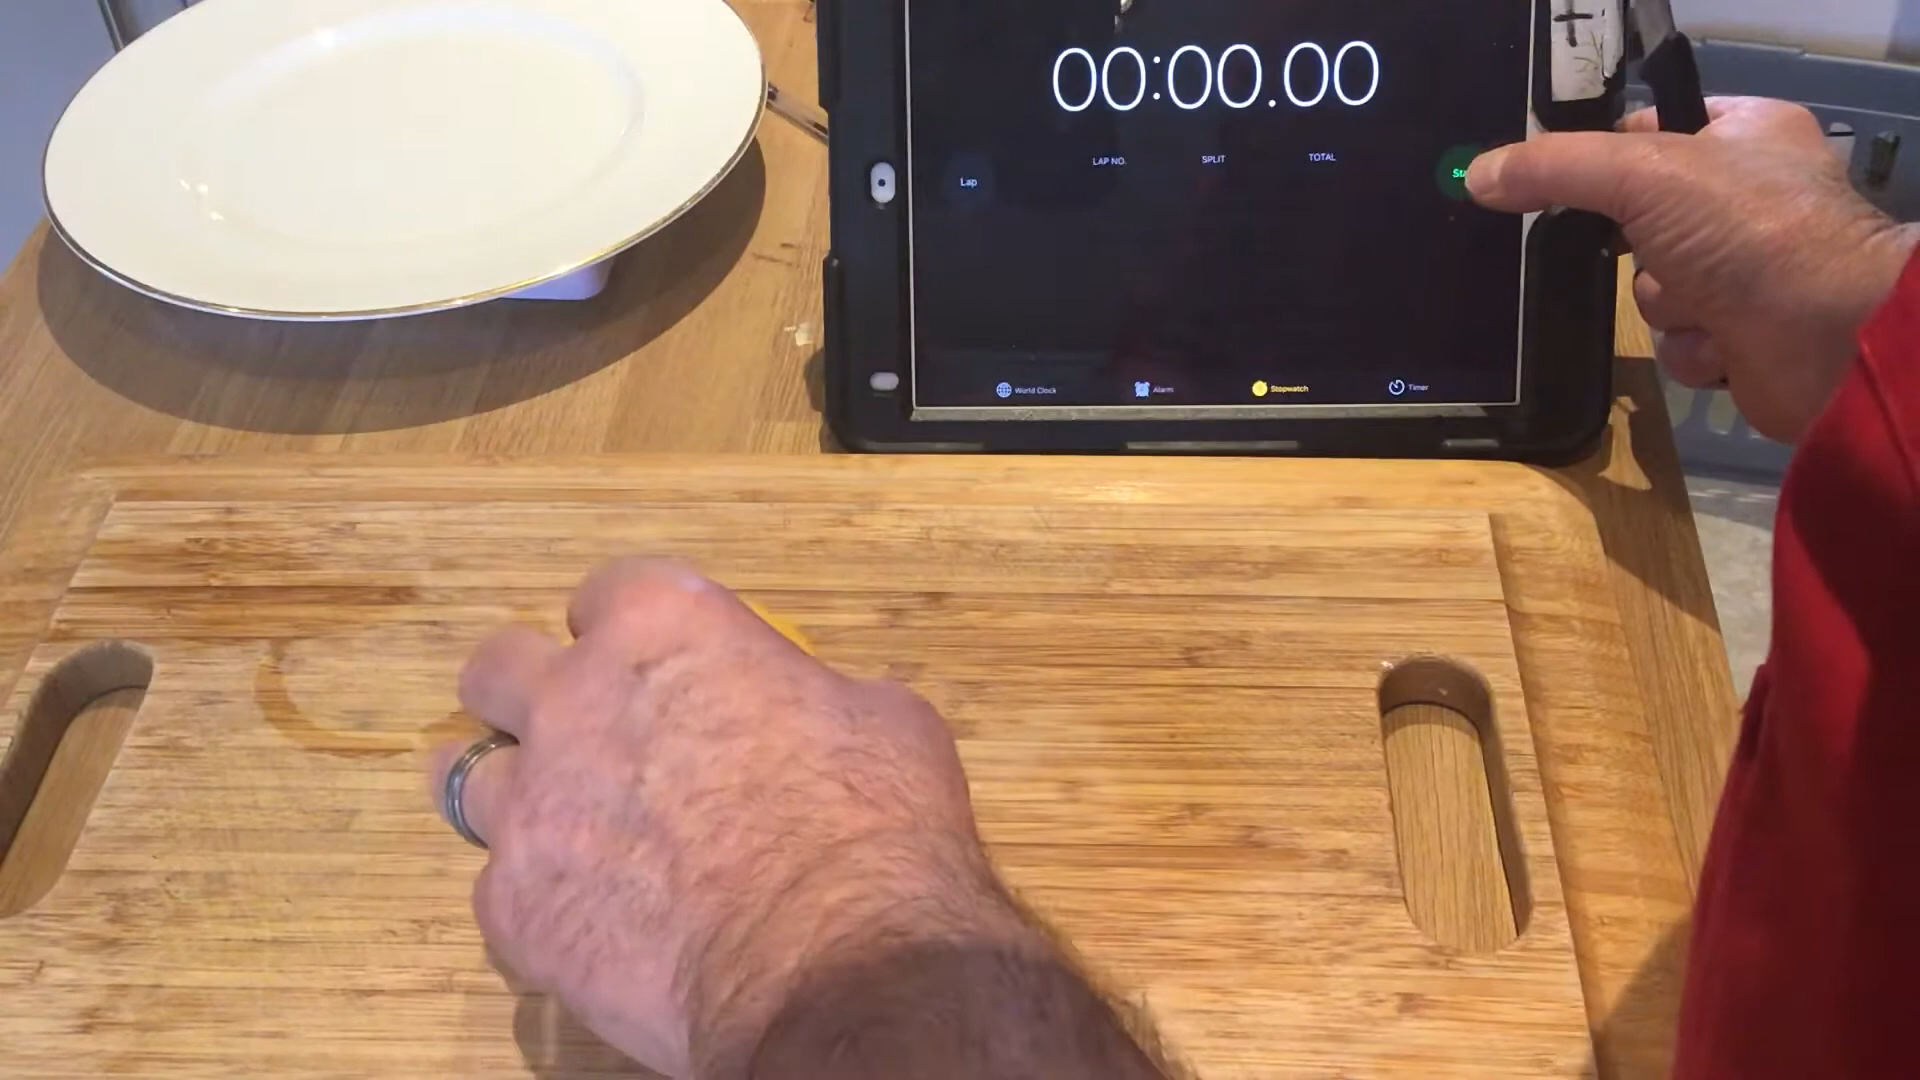 00:00.00
LAP NO. SPLIT TOTAL
Lap
World Clock Alarm Stopwatch Timer